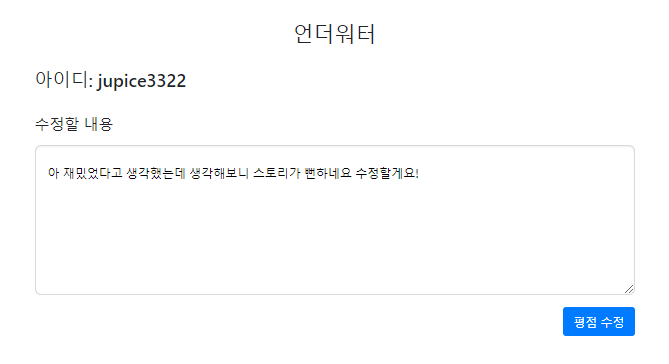 언더워터
아이디: jupice3322
수정할 내용
아 재밌었다고 생각했는데 생각해보니 스토리가 뻔하네요 수정할게요!
평점 수정